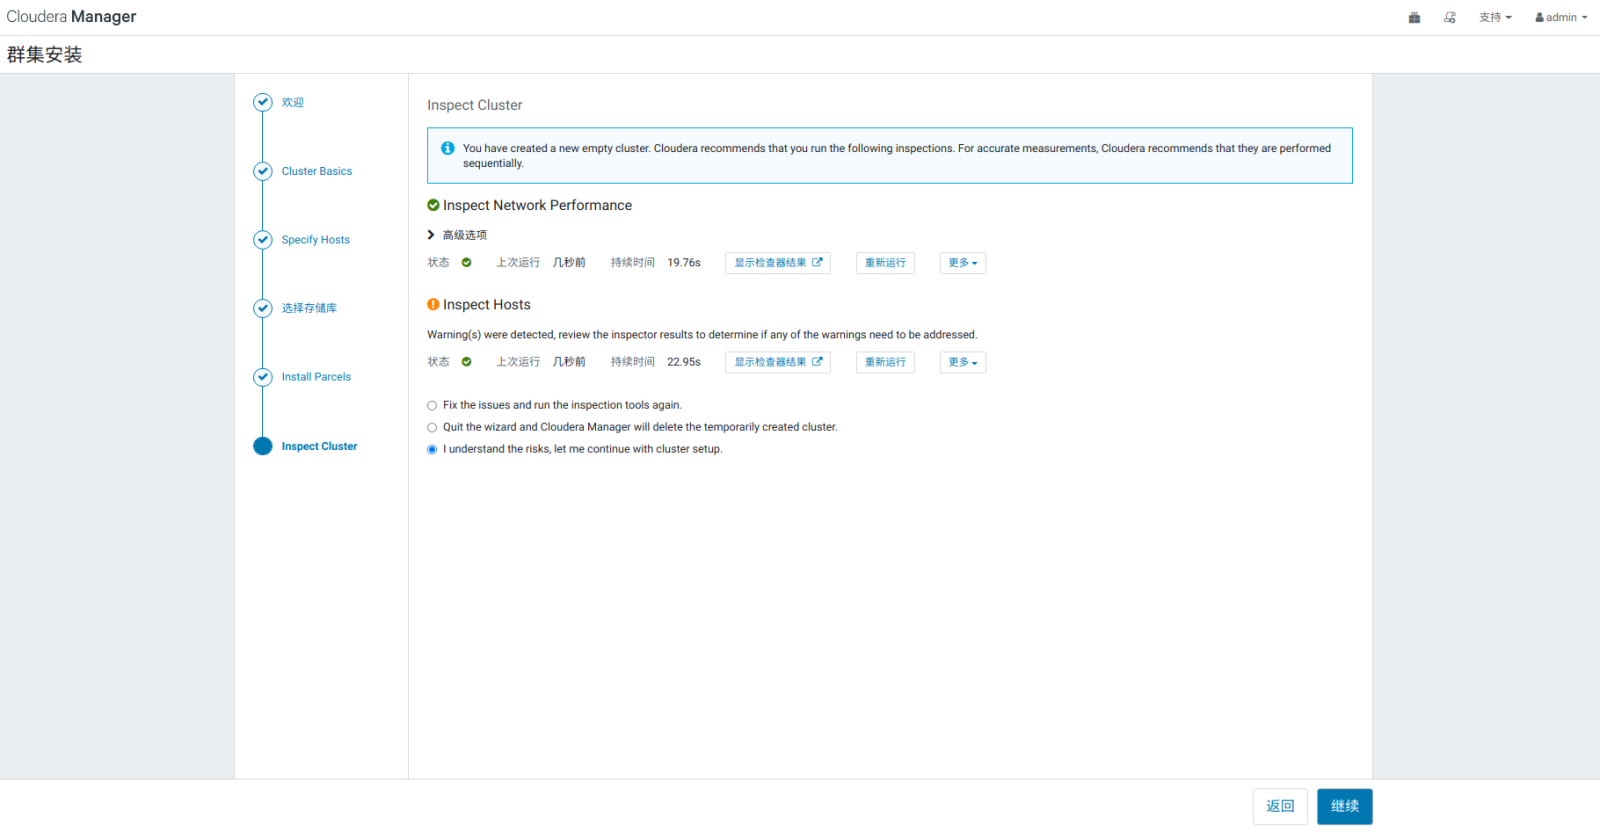 Cloudera Manager
支持
admin
群集安装
欢迎
Cluster Basics
Specify Hosts
选择存储库
Install Parcels
Inspect Cluster
Inspect Cluster
You have created a new empty cluster. Cloudera recommends that you run the following inspections. For accurate measurements, Cloudera recommends that they are performed
sequentially.
Inspect Network Performance
高级选项
状态 上次运行 几秒前 持续时间 19.76s 显示检查器结果 重新运行 更多
Inspect Hosts
Warning(s) were detected, review the inspector results to determine if any of the warnings need to be addressed.
状态 上次运行 几秒前 持续时间 22.95s 显示检查器结果 重新运行 更多
Fix the issues and run the inspection tools again.
Quit the wizard and Cloudera Manager will delete the temporarily created cluster.
I understand the risks, let me continue with cluster setup.
返回
继续